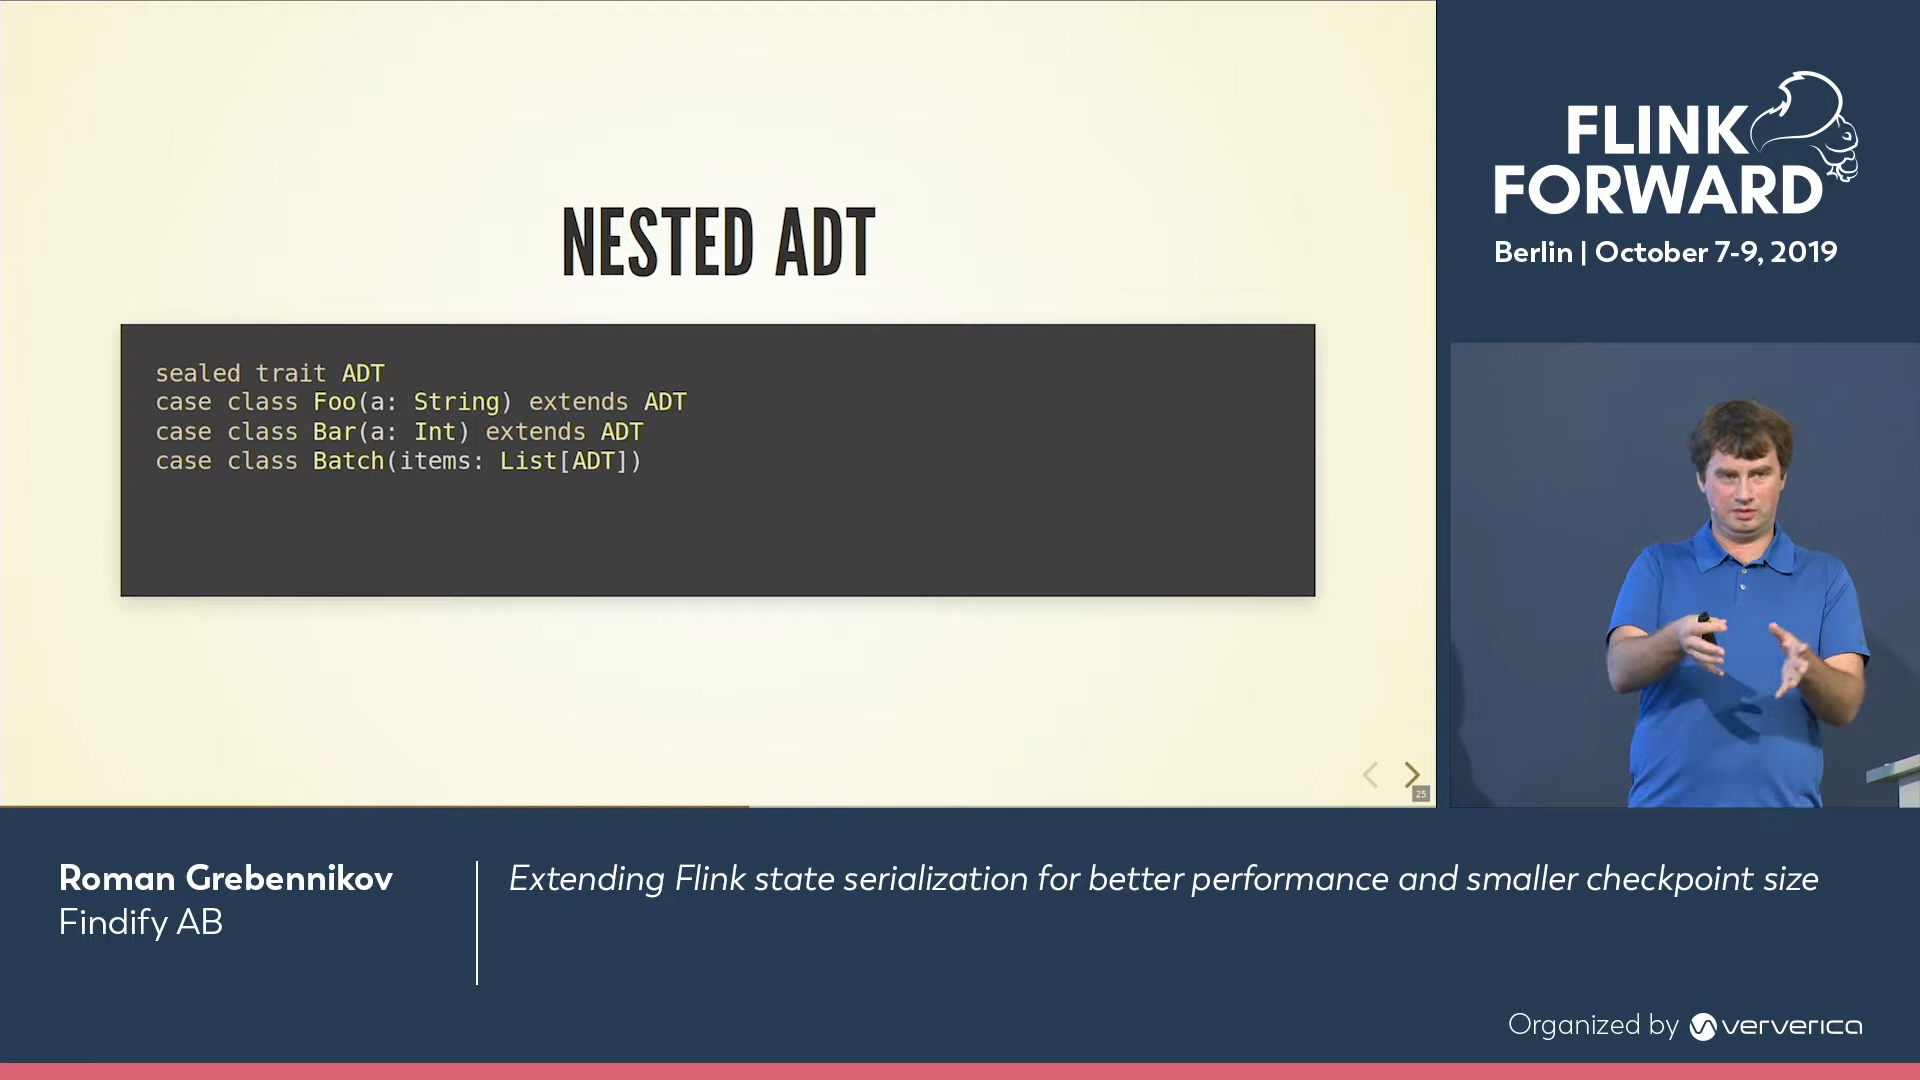 NESTED ADT
sealed trait ADT
case class Foo(a: String) extends ADT
case class Bar(a: Int) extends ADT
case class Batch(items: List[ADT])
25
FLINK
FORWARD
Berlin | October 7-9, 2019
Roman Grebennikov
Findify AB
Extending Flink state serialization for better performance and smaller checkpoint size
Organized by ververica